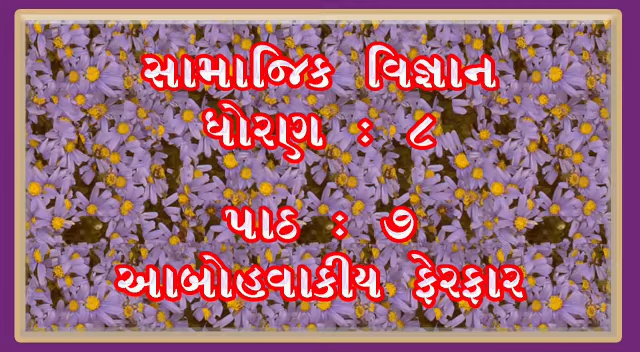 સામાજિક વિજ્ઞાન
ધોરણ : ૮
પાઠ : ૭
આબોહવાકીય ફેરફાર